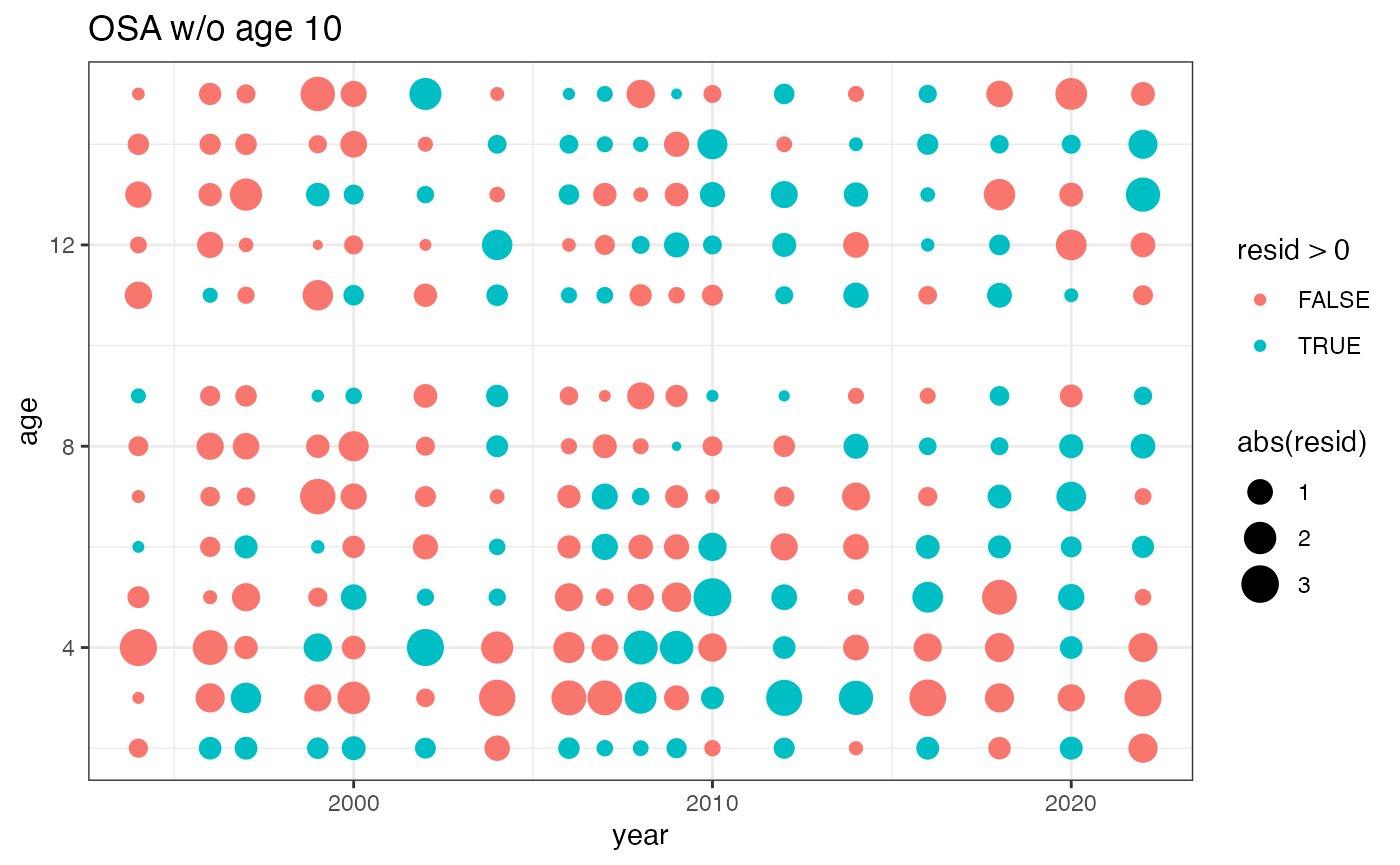 OSA w/o age 10
age
12
8
4
2000
2010
2020
year
resid > 0
FALSE
TRUE
abs(resid)
1
2
3